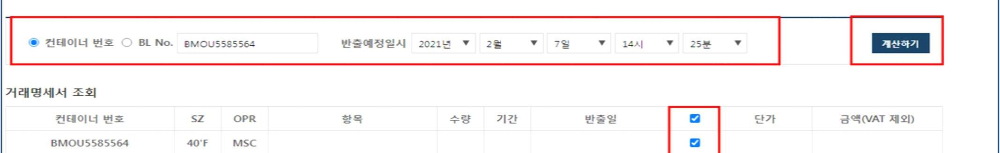 컨테이너 번호 BL No. BMOU5585564 반출예정일시 2021년 2월 7일 14시 25분 계산하기
거래명세서 조회
컨테이너 번호 SZ OPR 항목 수량 기간 반출일 단가 금액(VAT 제외)
BMOU5585564 40'F MSC